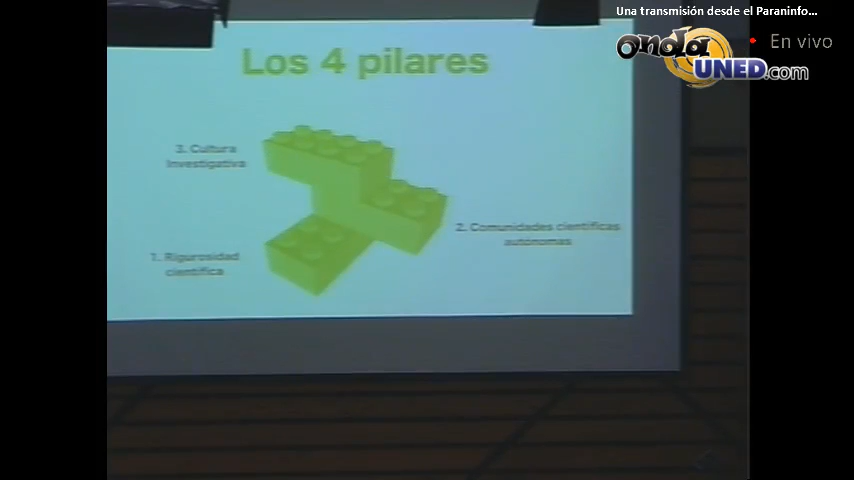 Una transmisión desde el Paraninfo...
onda
UNED.com
En vivo
Los 4 pilares
3. Cultura
Investigativa
2. Comunidades científicas
autónomas
1. Rigurosidad
científica